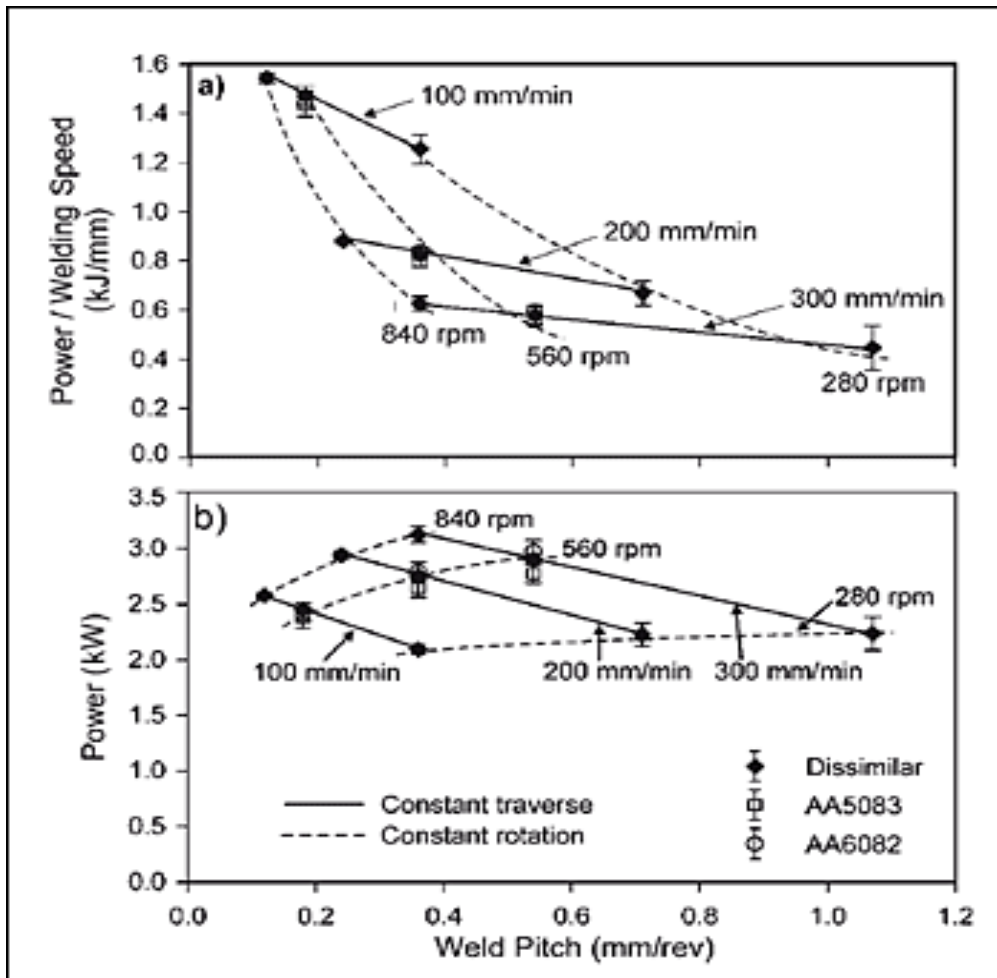 a)
Power / Welding Speed
(kJ/mm)
1.6
1.4
1.2
1.0
0.8
0.6
0.4
0.2
0.0
100 mm/min
200 mm/min
300 mm/min
840 rpm
560 rpm
280 rpm
b)
Power (kW)
3.5
3.0
2.5
2.0
1.5
1.0
0.5
0.0
840 rpm
560 rpm
280 rpm
100 mm/min
200 mm/min
300 mm/min
Constant traverse
Constant rotation
Dissimilar
AA5083
AA6082
0.0 0.2 0.4 0.6 0.8 1.0 1.2
Weld Pitch (mm/rev)